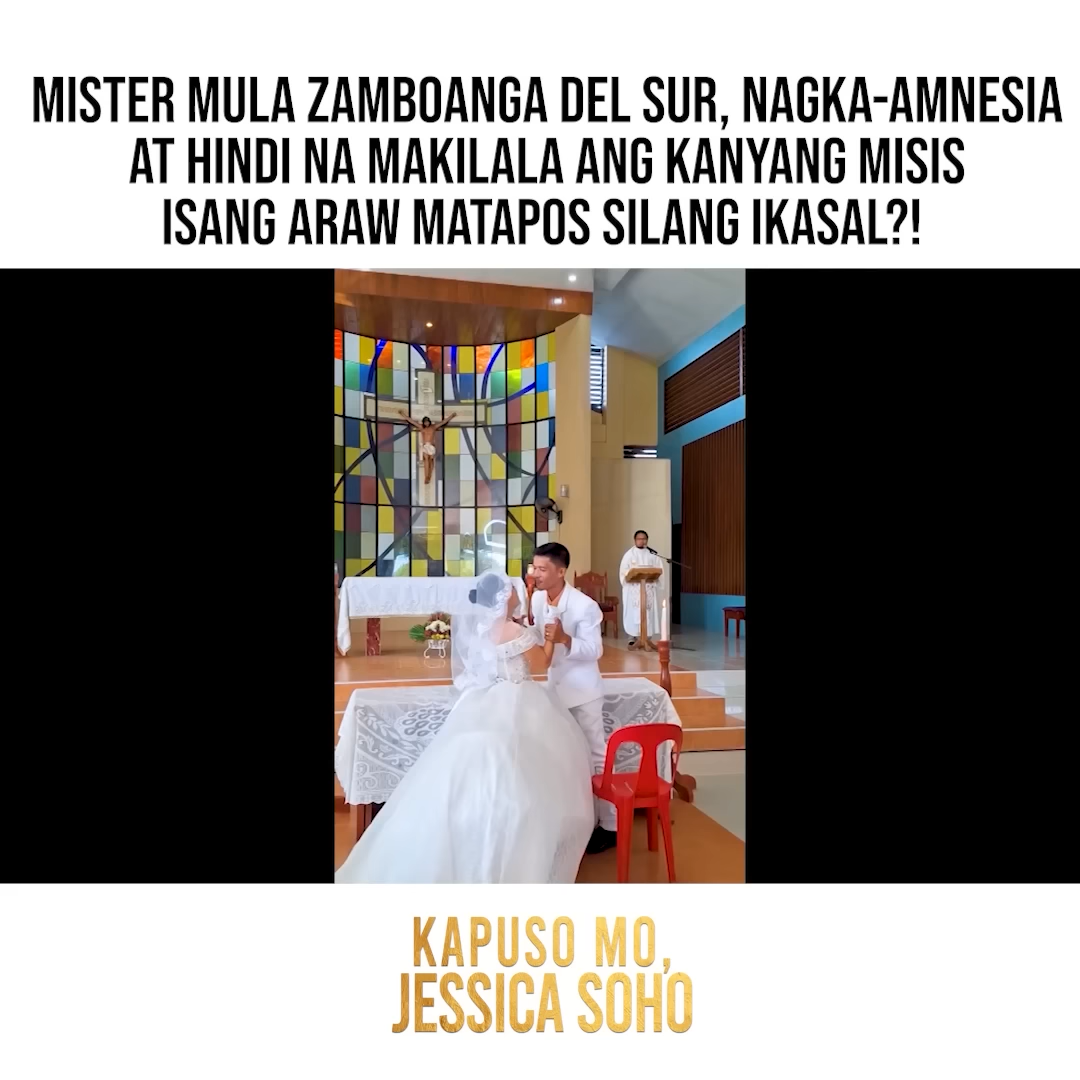 MISTER MULA ZAMBOANGA DEL SUR, NAGKA-AMNESIA
AT HINDI NA MAKILALA ANG KANYANG MISIS
ISANG ARAW MATAPOS SILANG IKASAL?!
KAPUSO MO,
JESSICA SOHO